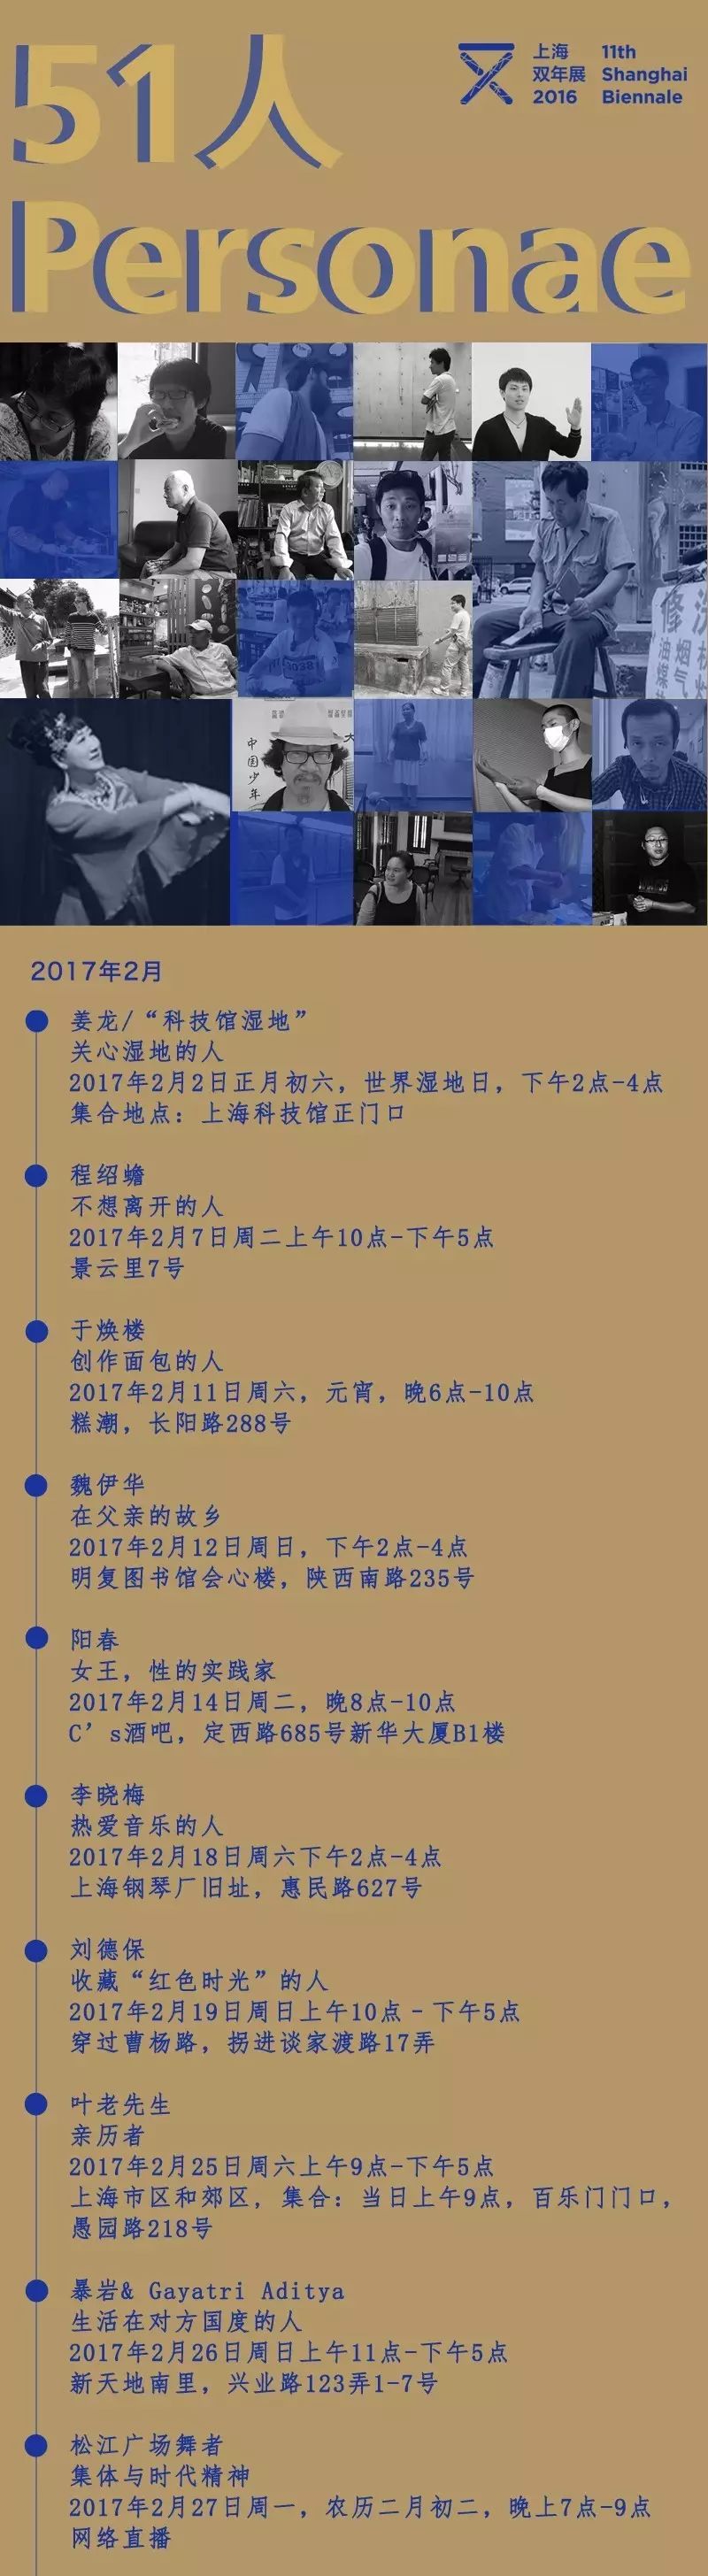 51人
Personae
上海
双年展
2016
11th
Shanghai
Biennale
3038
修
中
国
少
年
2017年2月
姜龙/“科技馆湿地”
关心湿地的人
2017年2月2日正月初六，世界湿地日，下午2点-4点
集合地点：上海科技馆正门口
程绍蟾
不想离开的人
2017年2月7日周二上午10点-下午5点
景云里7号
于焕楼
创作面包的人
2017年2月11日周六，元宵，晚6点-10点
糕潮，长阳路288号
魏伊华
在父亲的故乡
2017年2月12日周日，下午2点-4点
明复图书馆会心楼，陕西南路235号
阳春
女王，性的实践家
2017年2月14日周二，晚8点-10点
C’s酒吧，定西路685号新华大厦B1楼
李晓梅
热爱音乐的人
2017年2月18日周六下午2点-4点
上海钢琴厂旧址，惠民路627号
刘德保
收藏“红色时光”的人
2017年2月19日周日上午10点 - 下午5点
穿过曹杨路，拐进谈家渡路17弄
叶老先生
亲历者
2017年2月25日周六上午9点-下午5点
上海市区和郊区，集合：当日上午9点，百乐门门口，
愚园路218号
暴岩& Gayatri Aditya
生活在对方国度的人
2017年2月26日周日上午11点-下午5点
新天地南里，兴业路123弄1-7号
松江广场舞者
集体与时代精神
2017年2月27日周一，农历二月初二，晚上7点-9点
网络直播